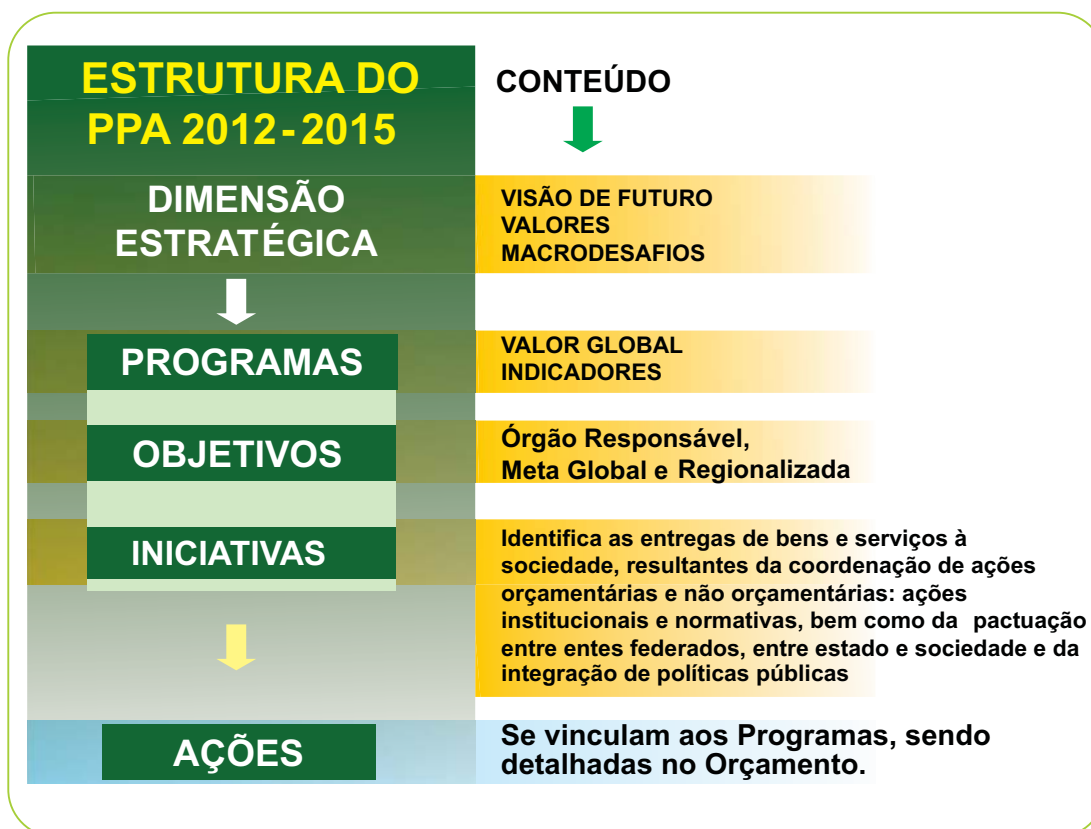 ESTRUTURA DO
PPA 2012-2015
CONTEÚDO
DIMENSÃO
ESTRATÉGICA
VISÃO DE FUTURO
VALORES
MACRODESAFIOS
PROGRAMAS
VALOR GLOBAL
INDICADORES
OBJETIVOS
Órgão Responsável,
Meta Global e Regionalizada
INICIATIVAS
Identifica as entregas de bens e serviços à
sociedade, resultantes da coordenação de ações
orçamentárias e não orçamentárias: ações
institucionais e normativas, bem como da pactuação
entre entes federados, entre estado e sociedade e da
integração de políticas públicas
AÇÕES
Se vinculam aos Programas, sendo
detalhadas no Orçamento.